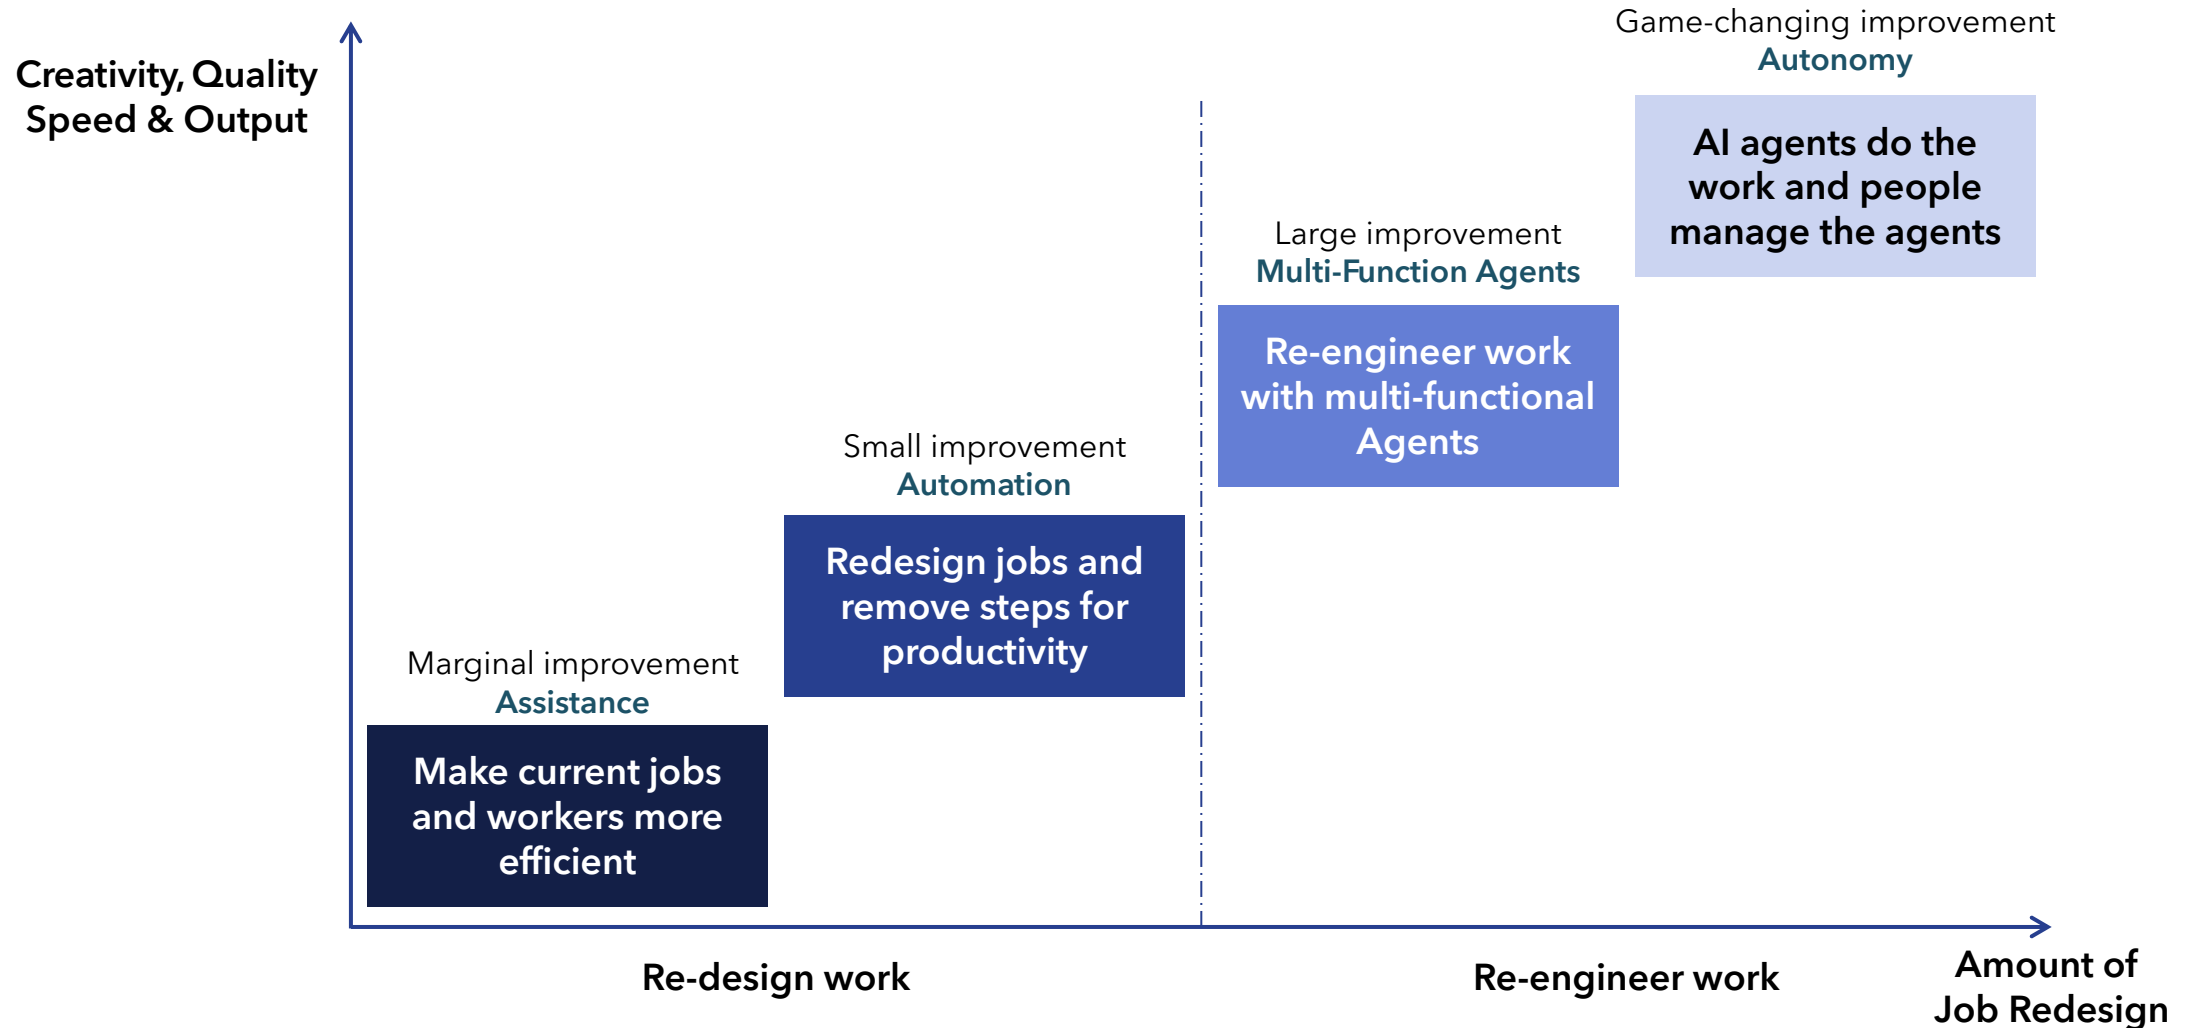 Creativity, Quality
Speed & Output
Game-changing improvement
Autonomy
AI agents do the
work and people
manage the agents
Large improvement
Multi-Function Agents
Re-engineer work
with multi-functional
Agents
Small improvement
Automation
Redesign jobs and
remove steps for
productivity
Marginal improvement
Assistance
Make current jobs
and workers more
efficient
Re-design work
Re-engineer work
Amount of
Job Redesign